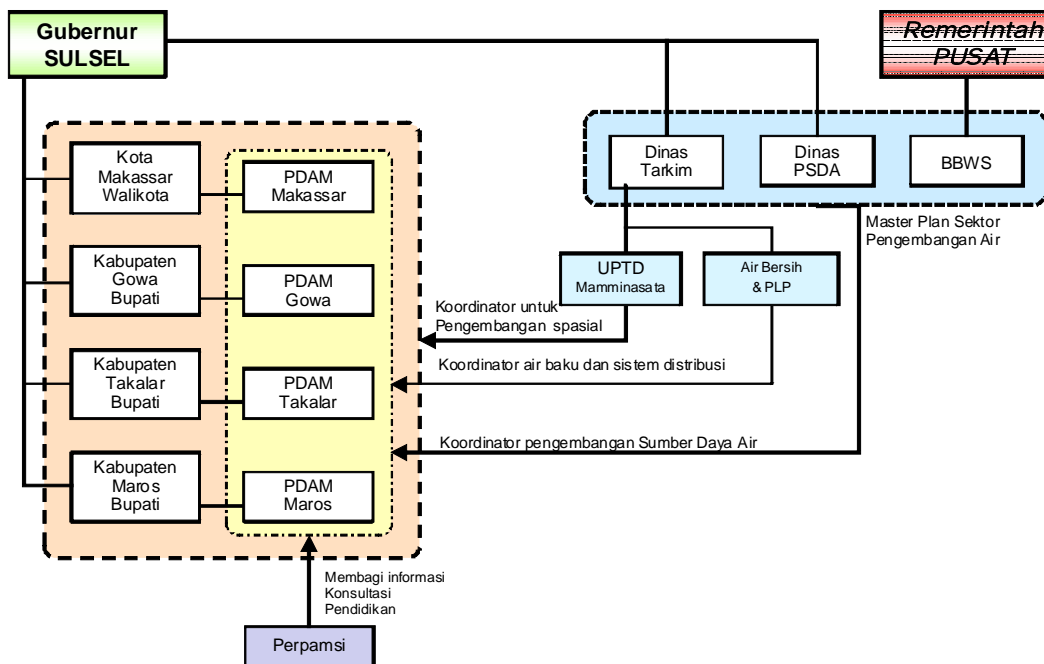 Gubernur
SULSEL
Remerintah
PUSAT
Kota
Makassar
Walikota
PDAM
Makassar
Kabupaten
Gowa
Bupati
PDAM
Gowa
Kabupaten
Takalar
Bupati
PDAM
Takalar
Kabupaten
Maros
Bupati
PDAM
Maros
Dinas
Tarkim
Dinas
PSDA
BBWS
Master Plan Sektor
Pengembangan Air
UPTD
Mamminasata
Air Bersih
& PLP
Koordinator untuk
Pengembangan spasial
Koordinator air baku dan sistem distribusi
Koordinator pengembangan Sumber Daya Air
Membagi informasi
Konsultasi
Pendidikan
Perpamsi